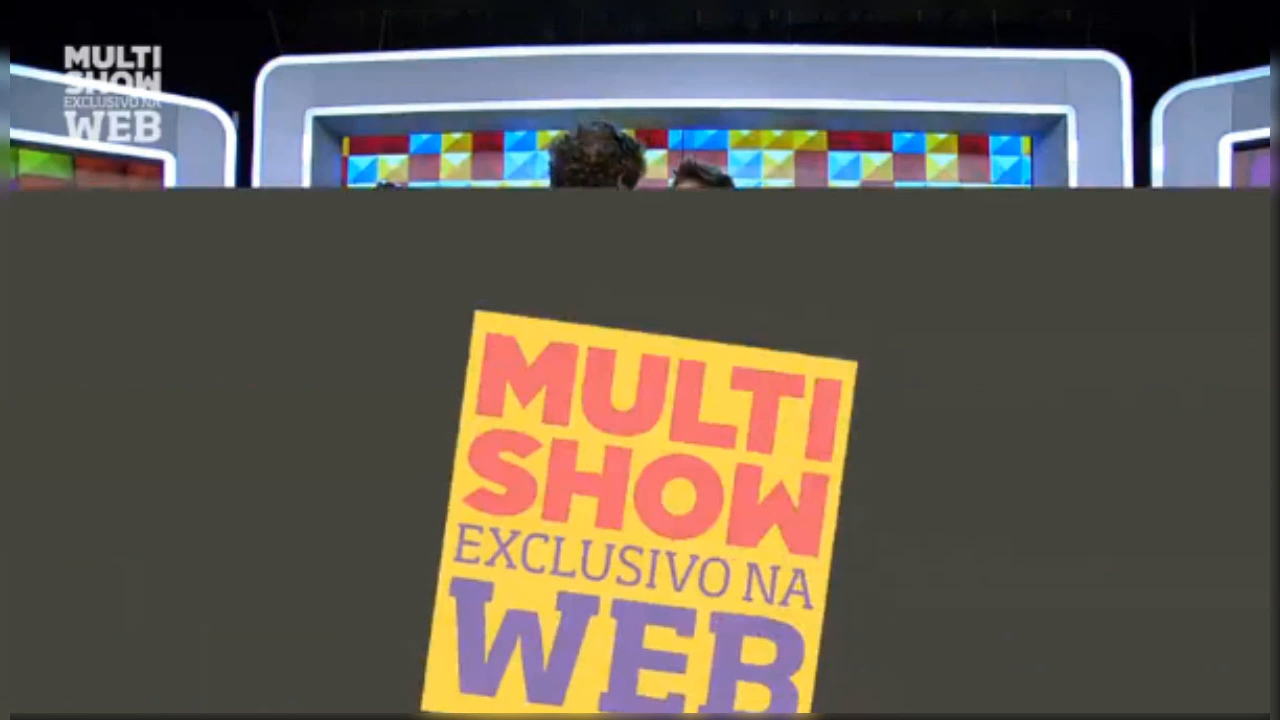 MULTI
SHOW
EXCLUSIVO NA
WEB
MULTI
SHOW
EXCLUSIVO NA
WEB